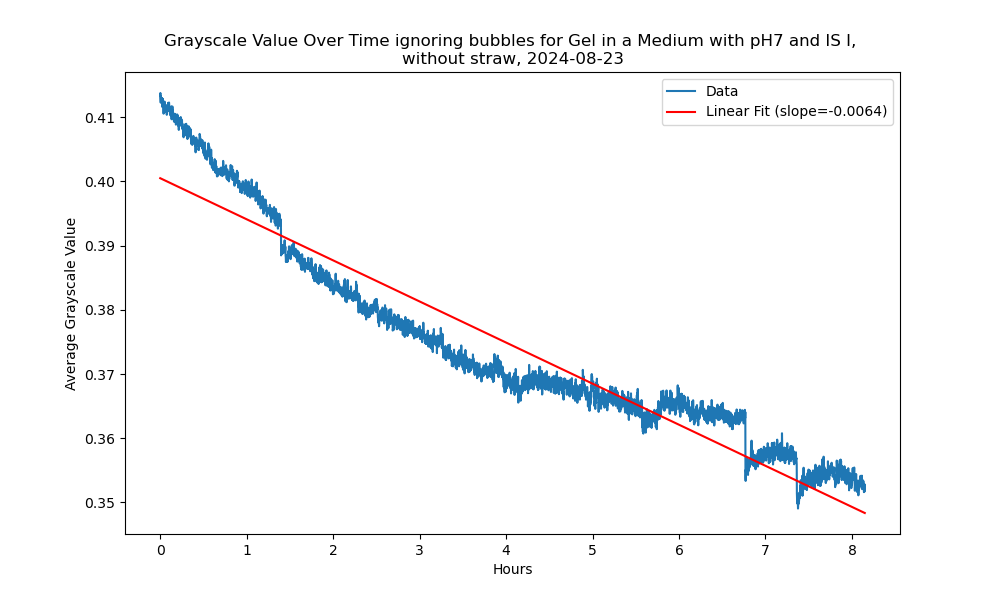 Grayscale Value Over Time ignoring bubbles for Gel in a Medium with pH7 and IS I,
without straw, 2024-08-23
Data
Linear Fit (slope=-0.0064)
Average Grayscale Value
0.41
0.40
0.39
0.38
0.37
0.36
0.35
0 1 2 3 4 5 6 7 8
Hours